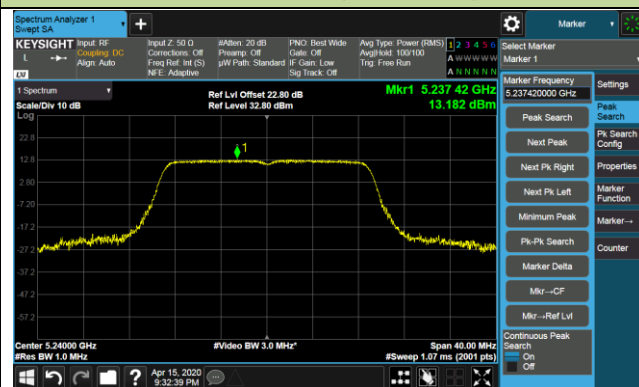 Spectrum Analyzer 1
Swept SA
+
Marker
KEYSIGHT
L
LXI
Input: RF
Coupling: DC
Align: Auto
Input Z: 50 Ω
Corrections: Off
Freq Ref: Int (S)
NFE: Adaptive
#Atten: 20 dB
Preamp: Off
µW Path: Standard
PNO: Best Wide
Gate: Off
IF Gain: Low
Sig Track: Off
Avg Type: Power (RMS)
Avg|Hold: 100/100
Trig: Free Run
1 2 3 4 5 6
A W W W W W
A N N N N N
Select Marker
Marker 1
1 Spectrum
Scale/Div 10 dB
Log
Ref Lvl Offset 22.80 dB
Ref Level 32.80 dBm
Mkr1 5.237 42 GHz
13.182 dBm
22.8
12.8
2.80
-7.20
-17.2
-27.2
-37.2
-47.2
-57.2
1
Center 5.24000 GHz
#Res BW 1.0 MHz
#Video BW 3.0 MHz*
Span 40.00 MHz
#Sweep 1.07 ms (2001 pts)
Marker Frequency
5.237420000 GHz
Peak Search
Next Peak
Next Pk Right
Next Pk Left
Minimum Peak
Pk-Pk Search
Marker Delta
Mkr→CF
Mkr→Ref Lvl
Continuous Peak
Search
On
Off
Settings
Peak
Search
Pk Search
Config
Properties
Marker
Function
Marker→
Counter
?
Apr 15, 2020
9:32:39 PM